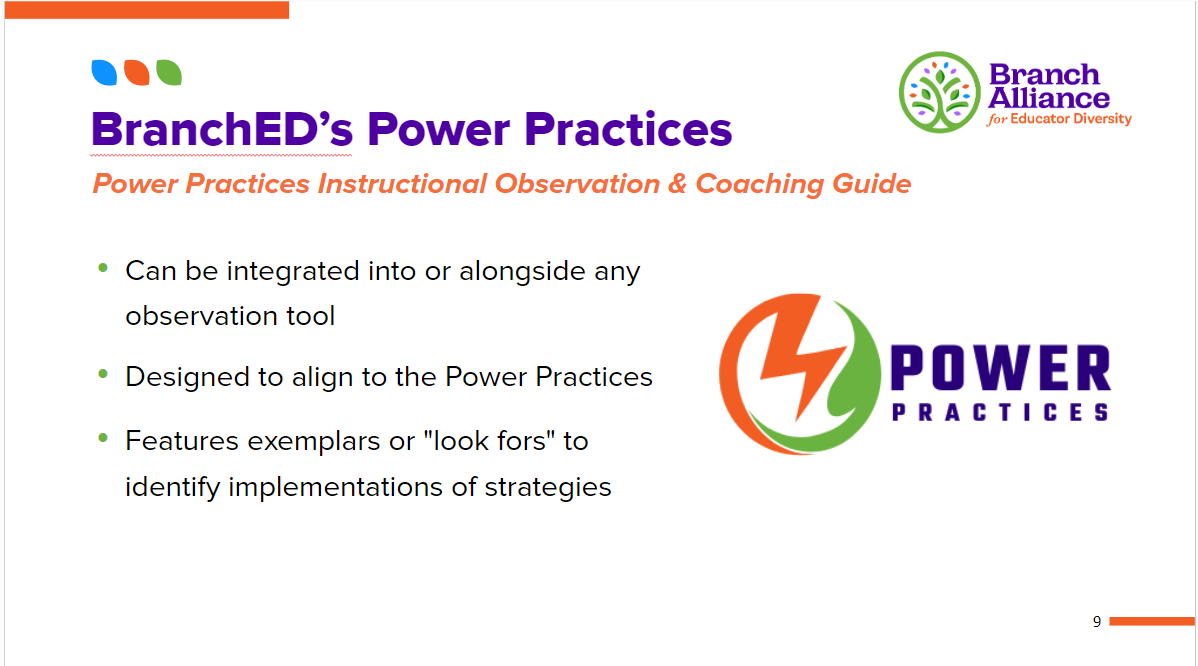 Branch
Alliance
for Educator Diversity
BranchED’s Power Practices
Power Practices Instructional Observation & Coaching Guide
• Can be integrated into or alongside any
observation tool
• Designed to align to the Power Practices
• Features exemplars or "look fors" to
identify implementations of strategies
POWER
PRACTICES
9